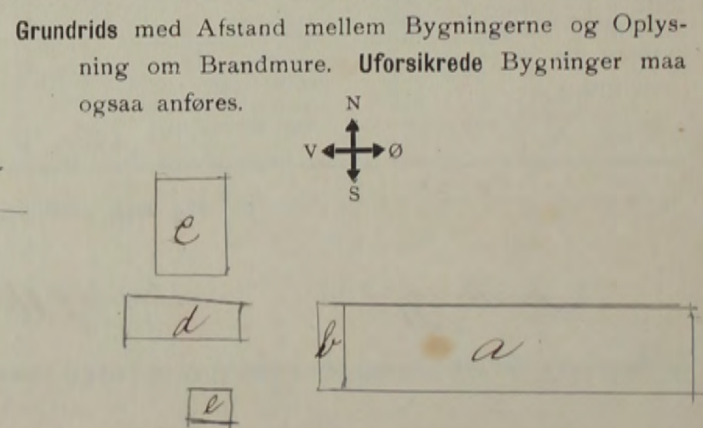 Grundrids med Afstand mellem Bygningerne og Oplys-
ning om Brandmure. Uforsikrede Bygninger maa
ogsaa anføres.
N
V Ø
S
c
d
b a
e